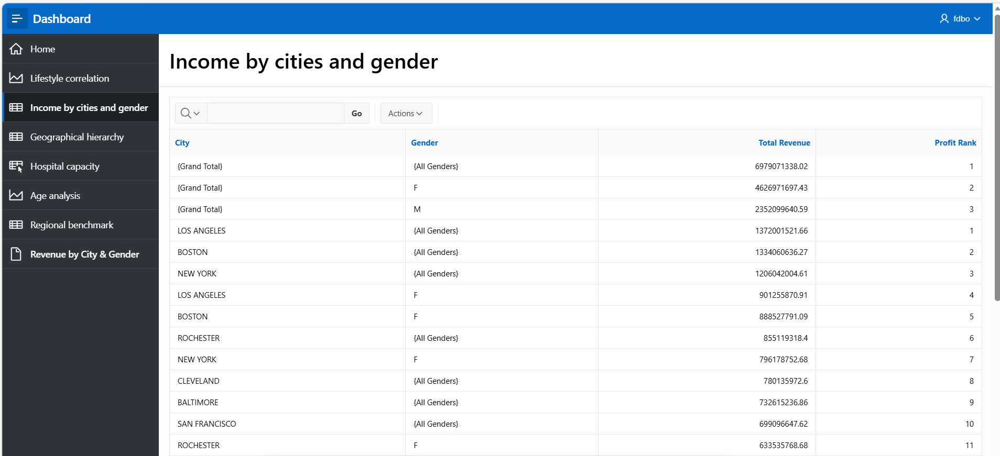 Dashboard
fdbo
Home
Lifestyle correlation
Income by cities and gender
Geographical hierarchy
Hospital capacity
Age analysis
Regional benchmark
Revenue by City & Gender
Income by cities and gender
Go
Actions
City Gender Total Revenue Profit Rank
{Grand Total} {All Genders} 6979071338.02 1
{Grand Total} F 4626971697.43 2
{Grand Total} M 2352099640.59 3
LOS ANGELES {All Genders} 1372001521.66 1
BOSTON {All Genders} 1334060636.27 2
NEW YORK {All Genders} 1206042004.61 3
LOS ANGELES F 901255870.91 4
BOSTON F 888527791.09 5
ROCHESTER {All Genders} 855119318.4 6
NEW YORK F 796178752.68 7
CLEVELAND {All Genders} 780135972.6 8
BALTIMORE {All Genders} 732615236.86 9
SAN FRANCISCO {All Genders} 699096647.62 10
ROCHESTER F 633535768.68 11